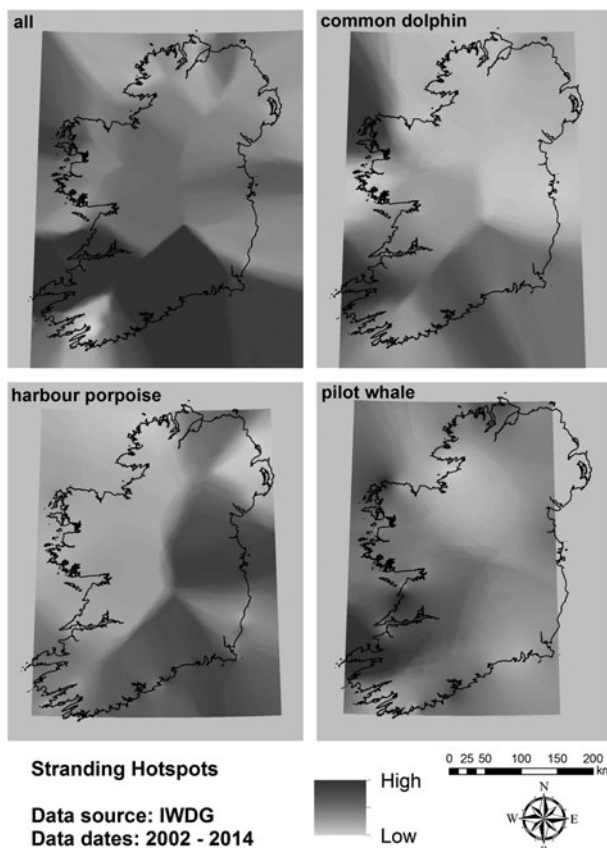 all
common dolphin
harbour porpoise
pilot whale
Stranding Hotspots
Data source: IWDG
Data dates: 2002 - 2014
High
Low
0 25 50 100 150 200
km
N
W E
S